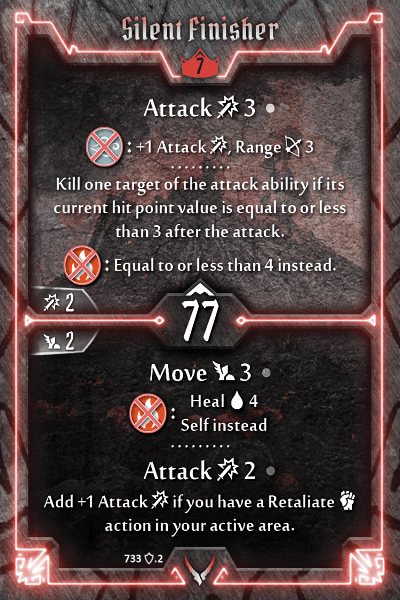 Silent Finisher
7
Attack 3
: +1 Attack, Range 3
Kill one target of the attack ability if its
current hit point value is equal to or less
than 3 after the attack.
: Equal to or less than 4 instead.
2
77
2
Move 3
: Heal 4
Self instead
Attack 2
Add +1 Attack if you have a Retaliate
action in your active area.
733 .2